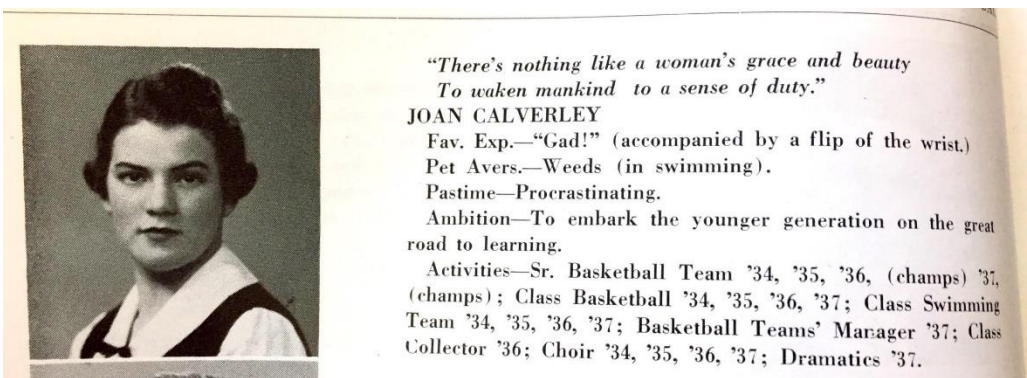 “There’s nothing like a woman’s grace and beauty
To waken mankind to a sense of duty.”
JOAN CALVERLEY
Fav. Exp.—“Gad!” (accompanied by a flip of the wrist.)
Pet Avers.—Weeds (in swimming).
Pastime—Procrastinating.
Ambition—To embark the younger generation on the great
road to learning.
Activities—Sr. Basketball Team ’34, ’35, ’36, (champs) ’37,
(champs); Class Basketball ’34, ’35, ’36, ’37; Class Swimming
Team ’34, ’35, ’36, ’37; Basketball Teams’ Manager ’37; Class
Collector ’36; Choir ’34, ’35, ’36, ’37; Dramatics ’37.